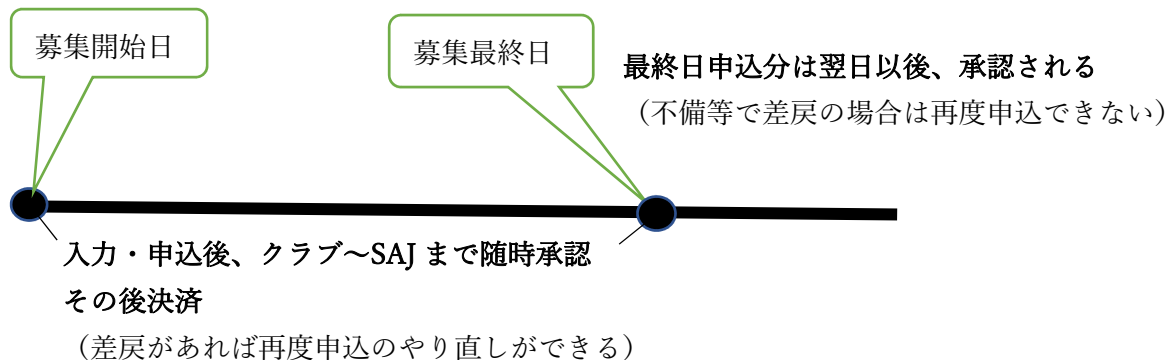 募集開始日
募集最終日
最終日申込分は翌日以後、承認される
（不備等で差戻の場合は再度申込できない）
入力・申込後、クラブ～SAJ まで随時承認
その後決済
（差戻があれば再度申込のやり直しができる）